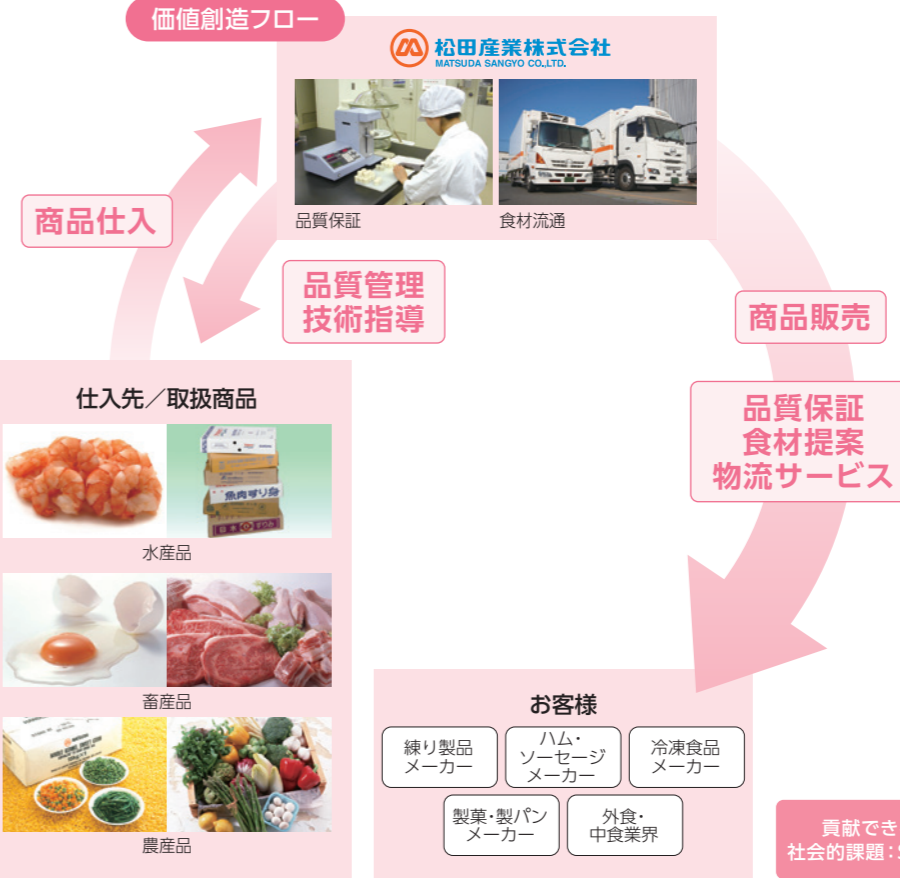 価値創造フロー
松田産業株式会社
MATSUDA SANGYO CO.,LTD.
品質保証
食材流通
商品仕入
品質管理
技術指導
商品販売
品質保証
食材提案
物流サービス
仕入先／取扱商品
魚肉すり身
水産品
畜産品
農産品
お客様
練り製品
メーカー
ハム・
ソーセージ
メーカー
冷凍食品
メーカー
製菓・製パン
メーカー
外食・
中食業界
貢献でき
社会的課題：S